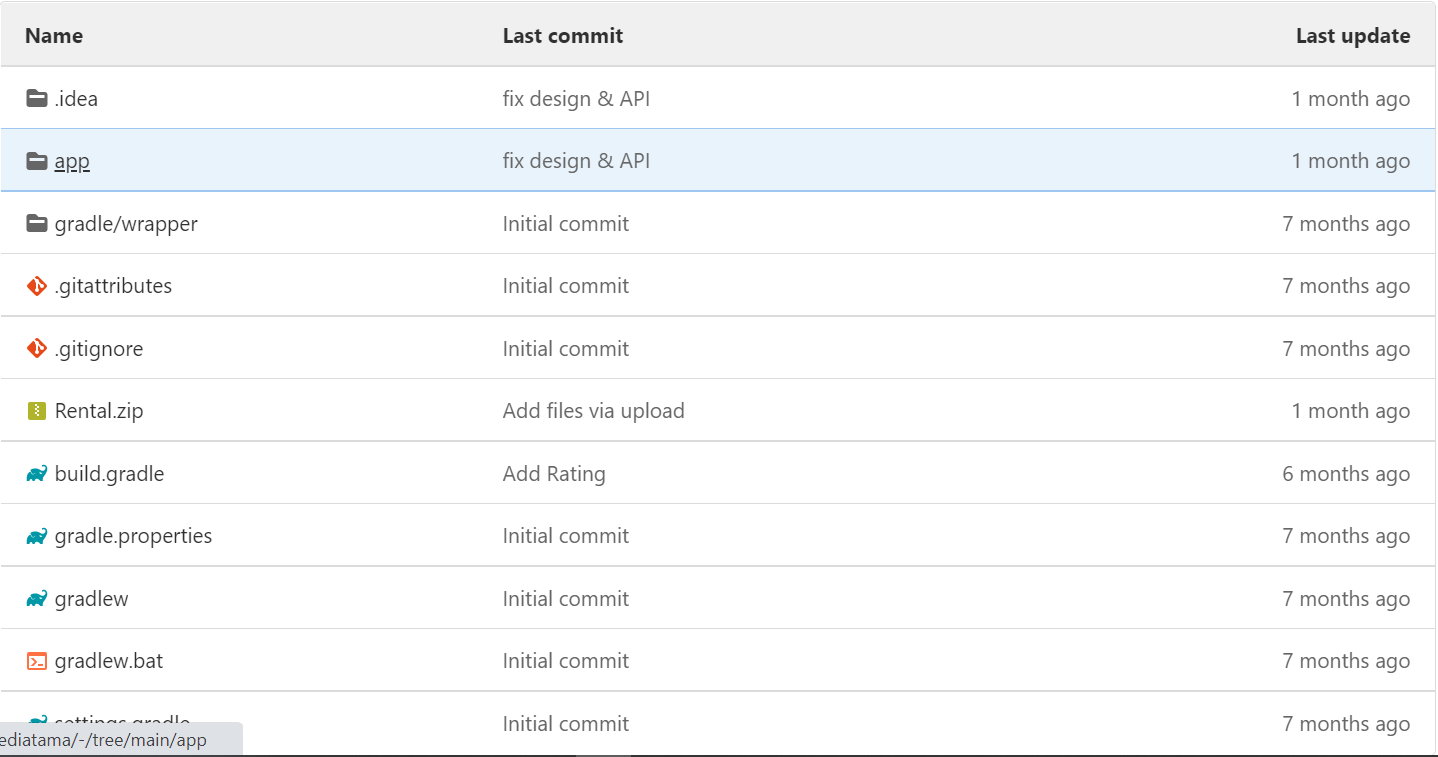 Name Last commit Last update
.idea fix design & API 1 month ago
app fix design & API 1 month ago
gradle/wrapper Initial commit 7 months ago
.gitattributes Initial commit 7 months ago
.gitignore Initial commit 7 months ago
Rental.zip Add files via upload 1 month ago
build.gradle Add Rating 6 months ago
gradle.properties Initial commit 7 months ago
gradlew Initial commit 7 months ago
gradlew.bat Initial commit 7 months ago
settings.gradle Initial commit 7 months ago
ediatama/-/tree/main/app